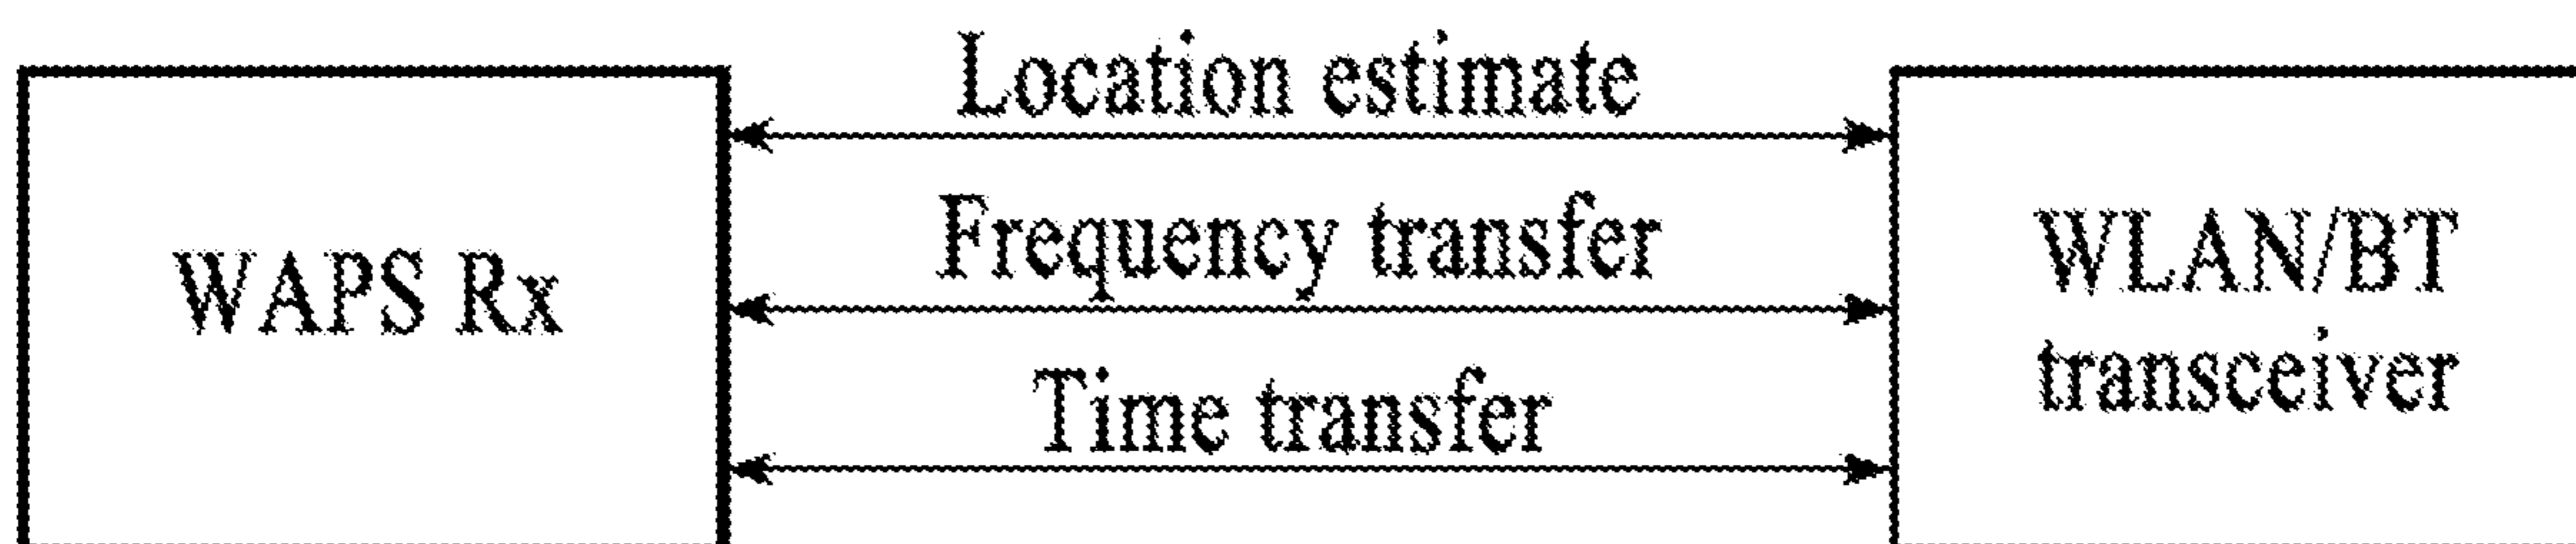 Location estimate
Frequency transfer
Time transfer
WAPS Rx
WLAN/BT
transceiver